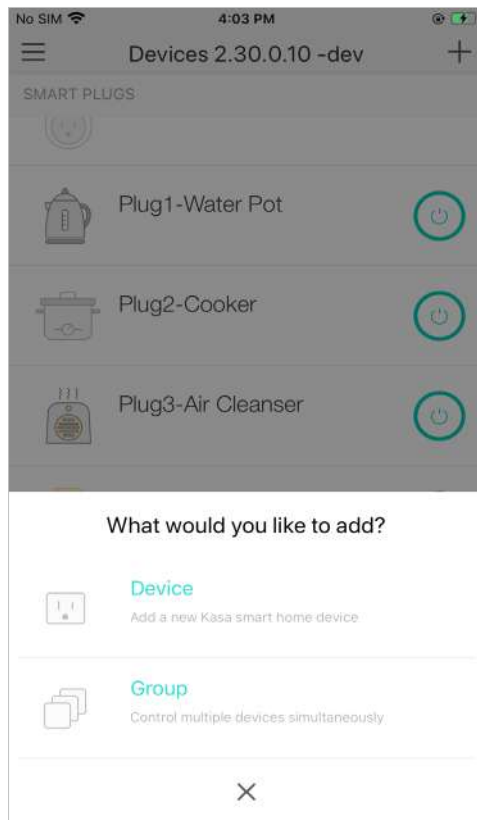 No SIM 4:03 PM
Devices 2.30.0.10 -dev
SMART PLUGS
Plug1-Water Pot
Plug2-Cooker
Plug3-Air Cleanser
What would you like to add?
Device
Add a new Kasa smart home device
Group
Control multiple devices simultaneously